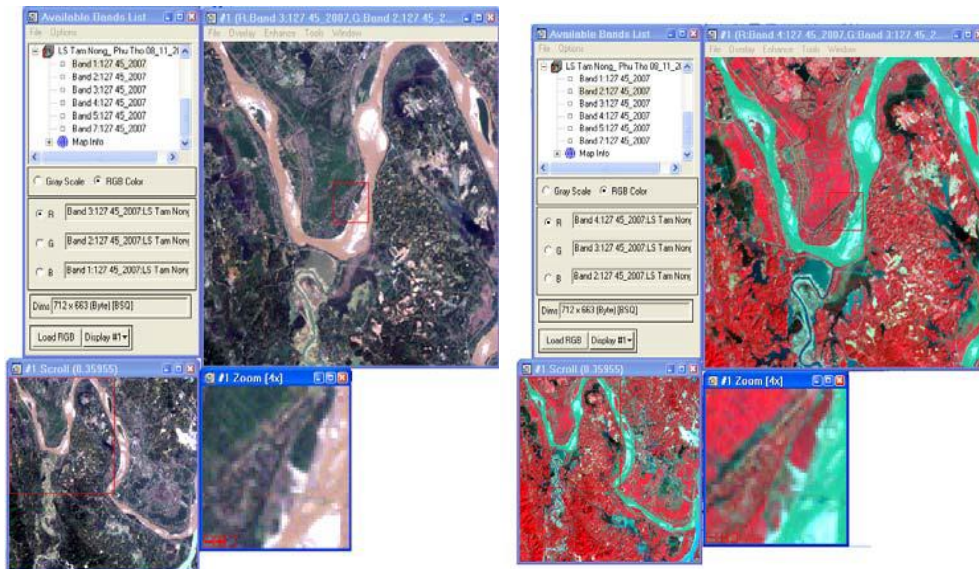 Available Bands List
File Options
LS Tam Nong_ Phu Tho 08_11_20
Band 1:127 45_2007
Band 2:127 45_2007
Band 3:127 45_2007
Band 4:127 45_2007
Band 5:127 45_2007
Band 7:127 45_2007
Map Info
Gray Scale RGB Color
R Band 3:127 45_2007:LS Tam Nong
G Band 2:127 45_2007:LS Tam Nong
B Band 1:127 45_2007:LS Tam Nong
Dims 712 x 663 (Byte) [BSQ]
Load RGB Display #1
#1 (R:Band 3:127 45_2007,G:Band 2:127 45_2...
File Overlay Enhance Tools Window
#1 Scroll (0.35955)
#1 Zoom [4x]
Available Bands List
File Options
LS Tam Nong_ Phu Tho 08_11_20
Band 1:127 45_2007
Band 2:127 45_2007
Band 3:127 45_2007
Band 4:127 45_2007
Band 5:127 45_2007
Band 7:127 45_2007
Map Info
Gray Scale RGB Color
R Band 4:127 45_2007:LS Tam Nong
G Band 3:127 45_2007:LS Tam Nong
B Band 2:127 45_2007:LS Tam Nong
Dims 712 x 663 (Byte) [BSQ]
Load RGB Display #1
#1 (R:Band 4:127 45_2007,G:Band 3:127 45_2...
File Overlay Enhance Tools Window
#1 Scroll (0.35955)
#1 Zoom [4x]